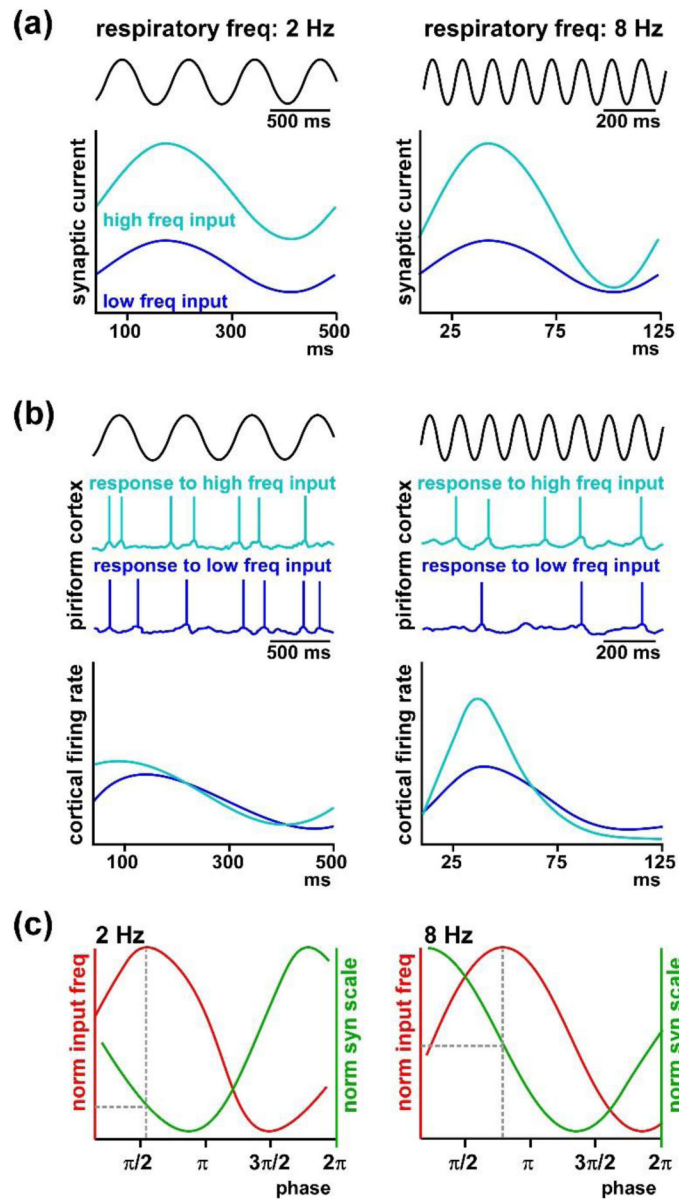 (a)
respiratory freq: 2 Hz
respiratory freq: 8 Hz
500 ms
200 ms
synaptic current
high freq input
low freq input
100
300
500
ms
25
75
125
ms
(b)
piriform cortex
response to high freq input
response to low freq input
500 ms
response to high freq input
response to low freq input
200 ms
cortical firing rate
100
300
500
ms
cortical firing rate
25
75
125
ms
(c)
2 Hz
norm input freq
norm syn scale
π/2
π
3π/2
2π
phase
8 Hz
norm input freq
norm syn scale
π/2
π
3π/2
2π
phase